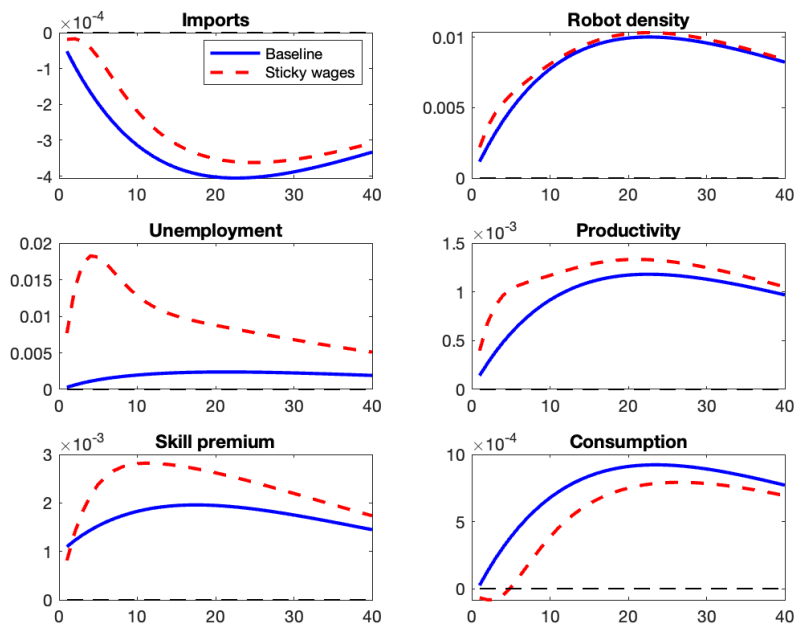 Imports
×10⁻⁴
0
-1
-2
-3
-4
0 10 20 30 40
Baseline
Sticky wages
Robot density
0.01
0.005
0
0 10 20 30 40
Unemployment
0.02
0.015
0.01
0.005
0
0 10 20 30 40
Productivity
×10⁻³
1.5
1
0.5
0
0 10 20 30 40
Skill premium
×10⁻³
3
2
1
0
0 10 20 30 40
Consumption
×10⁻⁴
10
5
0
0 10 20 30 40